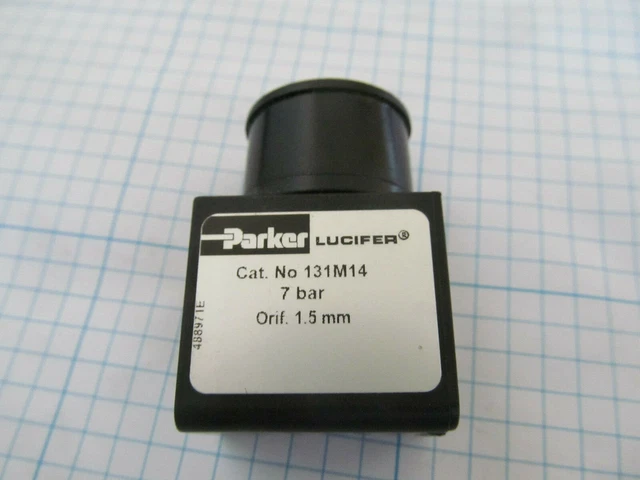 Parker LUCIFER®
Cat. No 131M14
7 bar
Orif. 1.5 mm
488971E